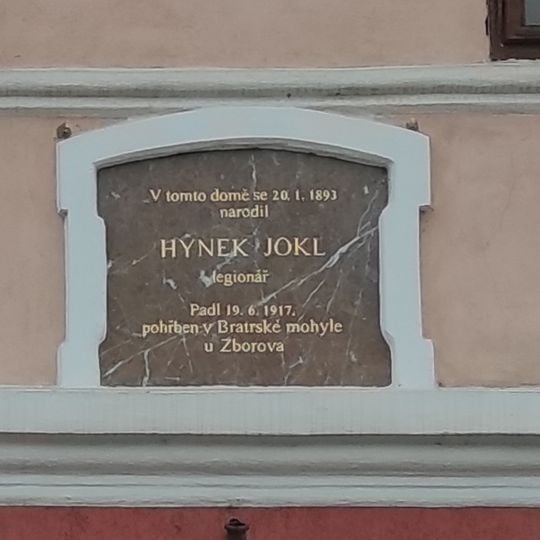 V tomto domě se 20. 1. 1893
narodil
HYNEK JOKL
legionář
Padl 19. 6. 1917.
pohřben v Bratrské mohyle
u Zborova